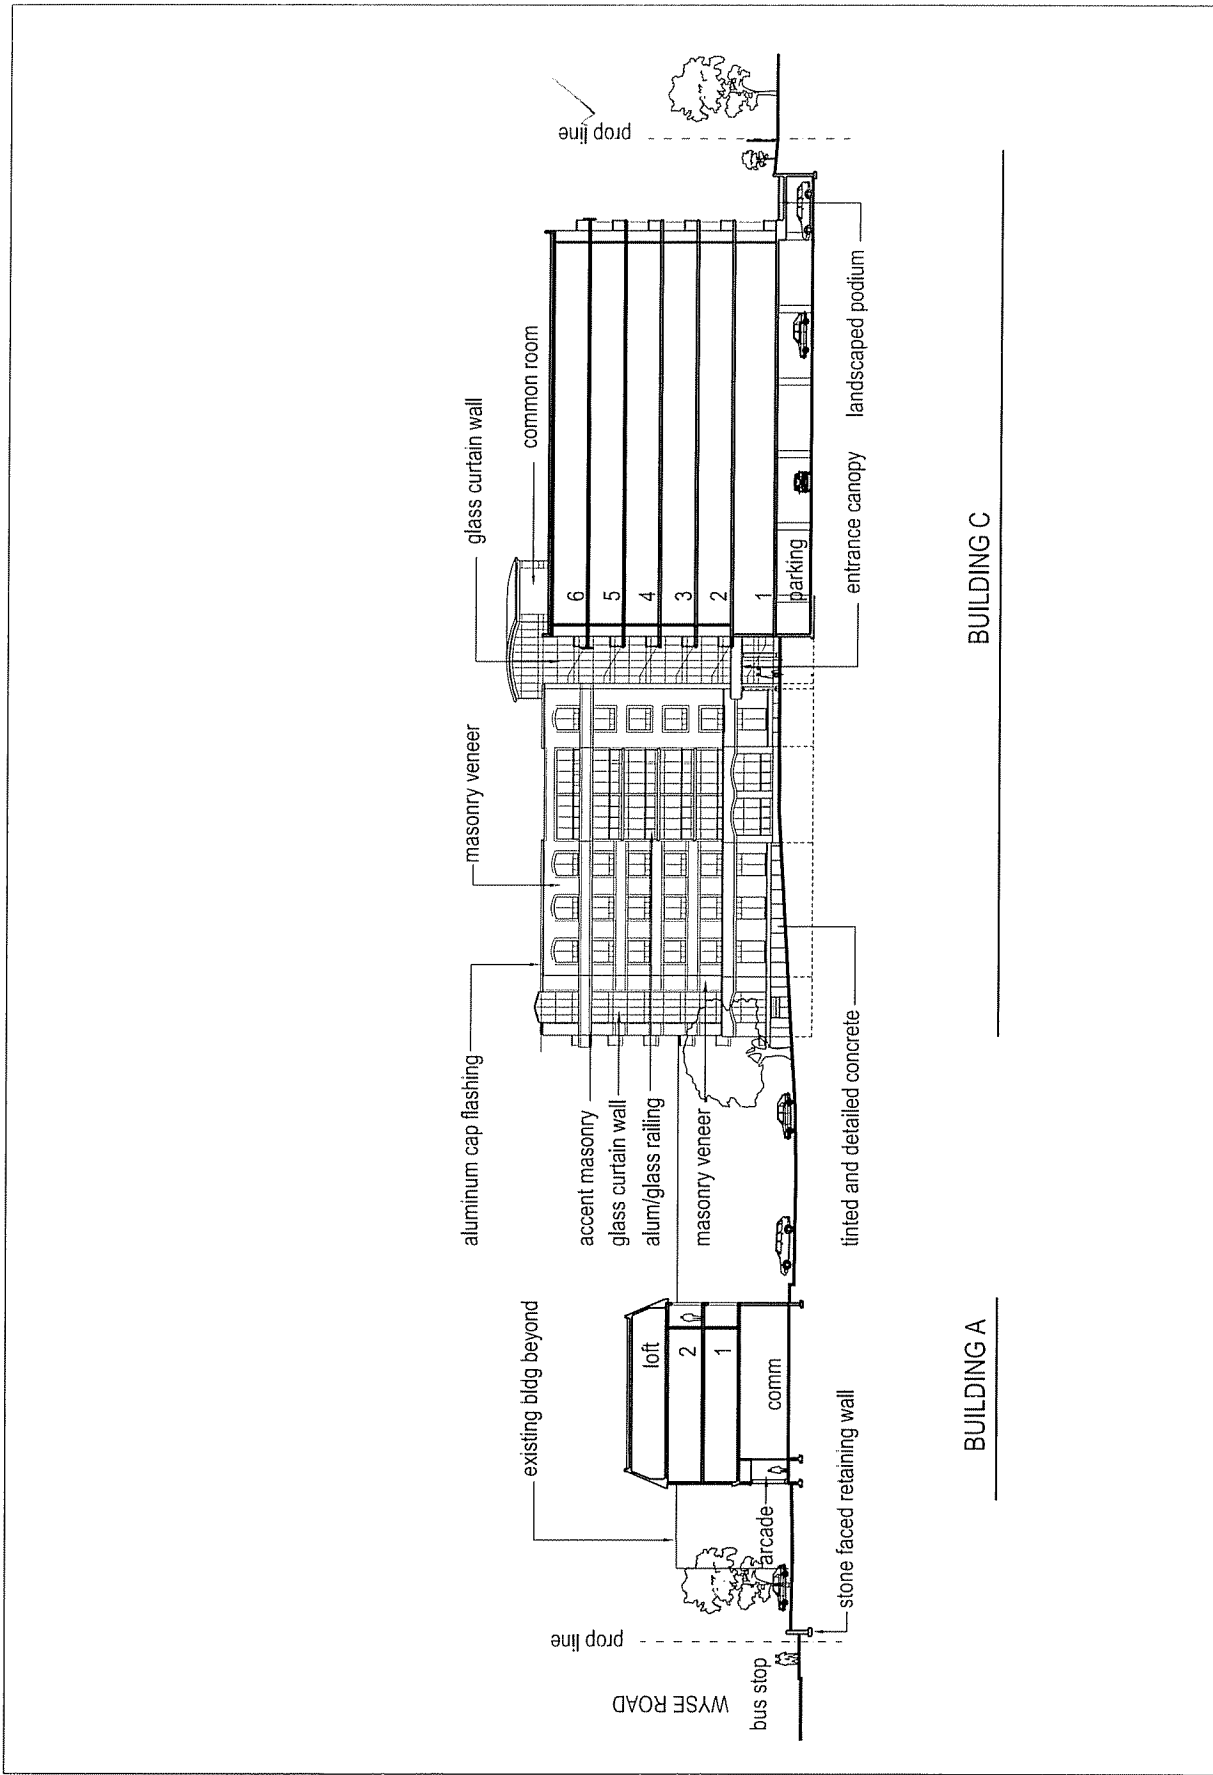 glass curtain wall
common room
masonry veneer
glass curtain wall
aluminum cap flashing
prop line
existing bldg beyond
accent masonry
glass curtain wall
alum/glass railing
masonry veneer
prop line
WYSE ROAD
bus stop
arcade
loft
2
1
comm
6
5
4
3
2
1
parking
stone faced retaining wall
tinted and detailed concrete
entrance canopy
landscaped podium
BUILDING A
BUILDING C